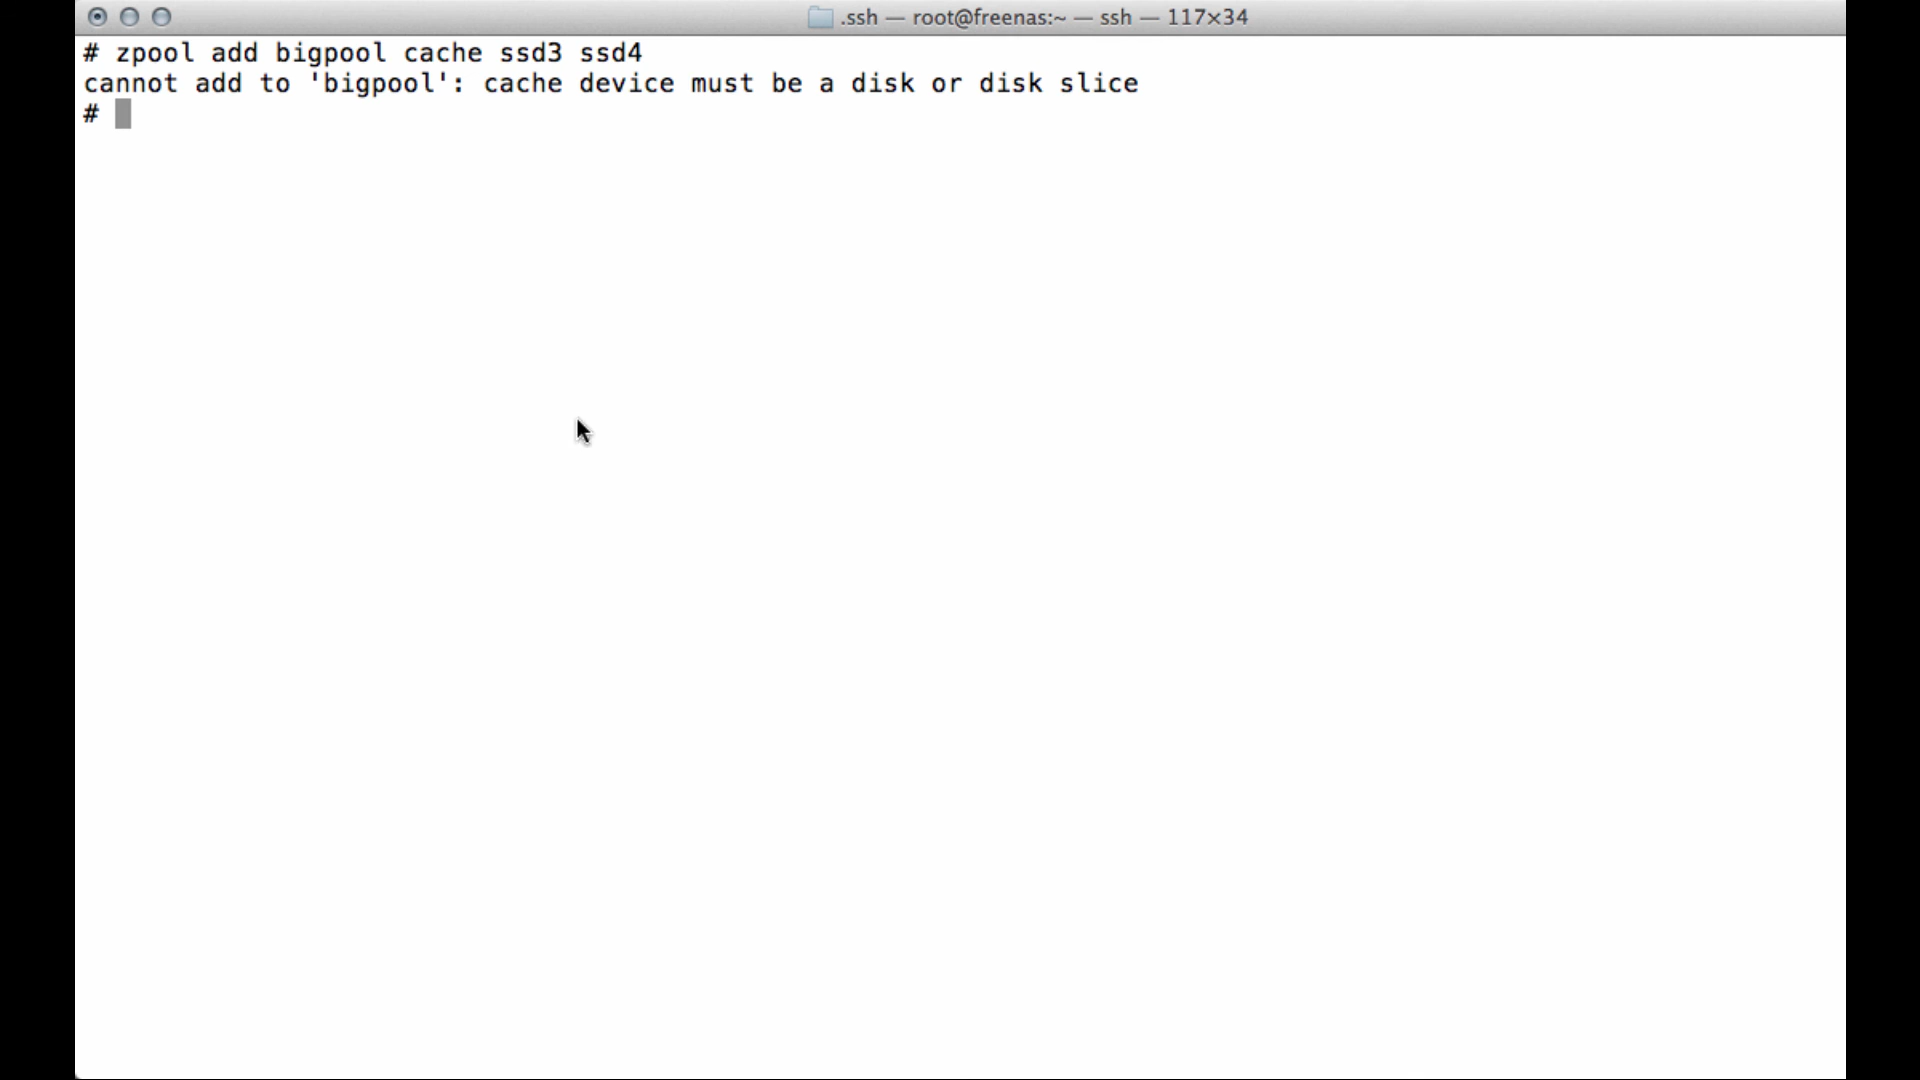 .ssh — root@freenas:~ — ssh — 117×34
# zpool add bigpool cache ssd3 ssd4
cannot add to 'bigpool': cache device must be a disk or disk slice
#